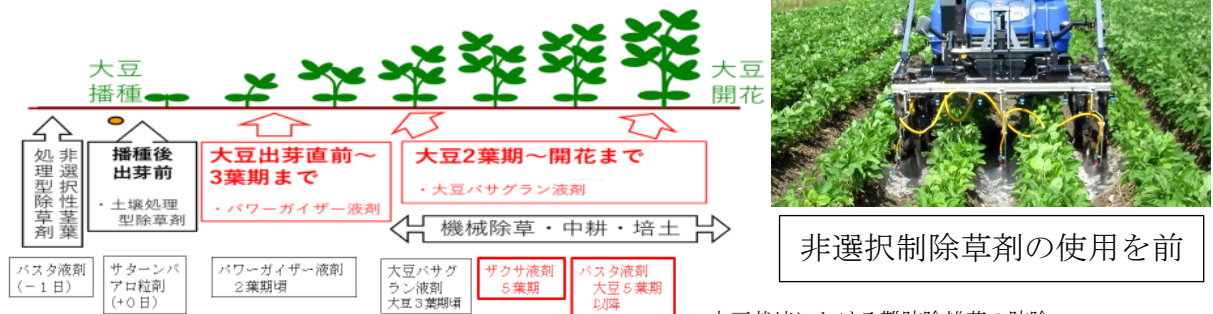 大豆
播種
大豆
開花
非選択性茎葉
処理型除草剤
播種後
出芽前
・土壌処理
型除草剤
大豆出芽直前～
3葉期まで
・パワーガイザー液剤
大豆2葉期～開花まで
・大豆バサグラン液剤
機械除草・中耕・培土
バスタ液剤
(－1日)
サターンバ
アロ粒剤
(+0日)
パワーガイザー液剤
2葉期頃
大豆バサグ
ラン液剤
大豆3葉期頃
ザクサ液剤
5葉期
バスタ液剤
大豆5葉期
以降
非選択制除草剤の使用を前